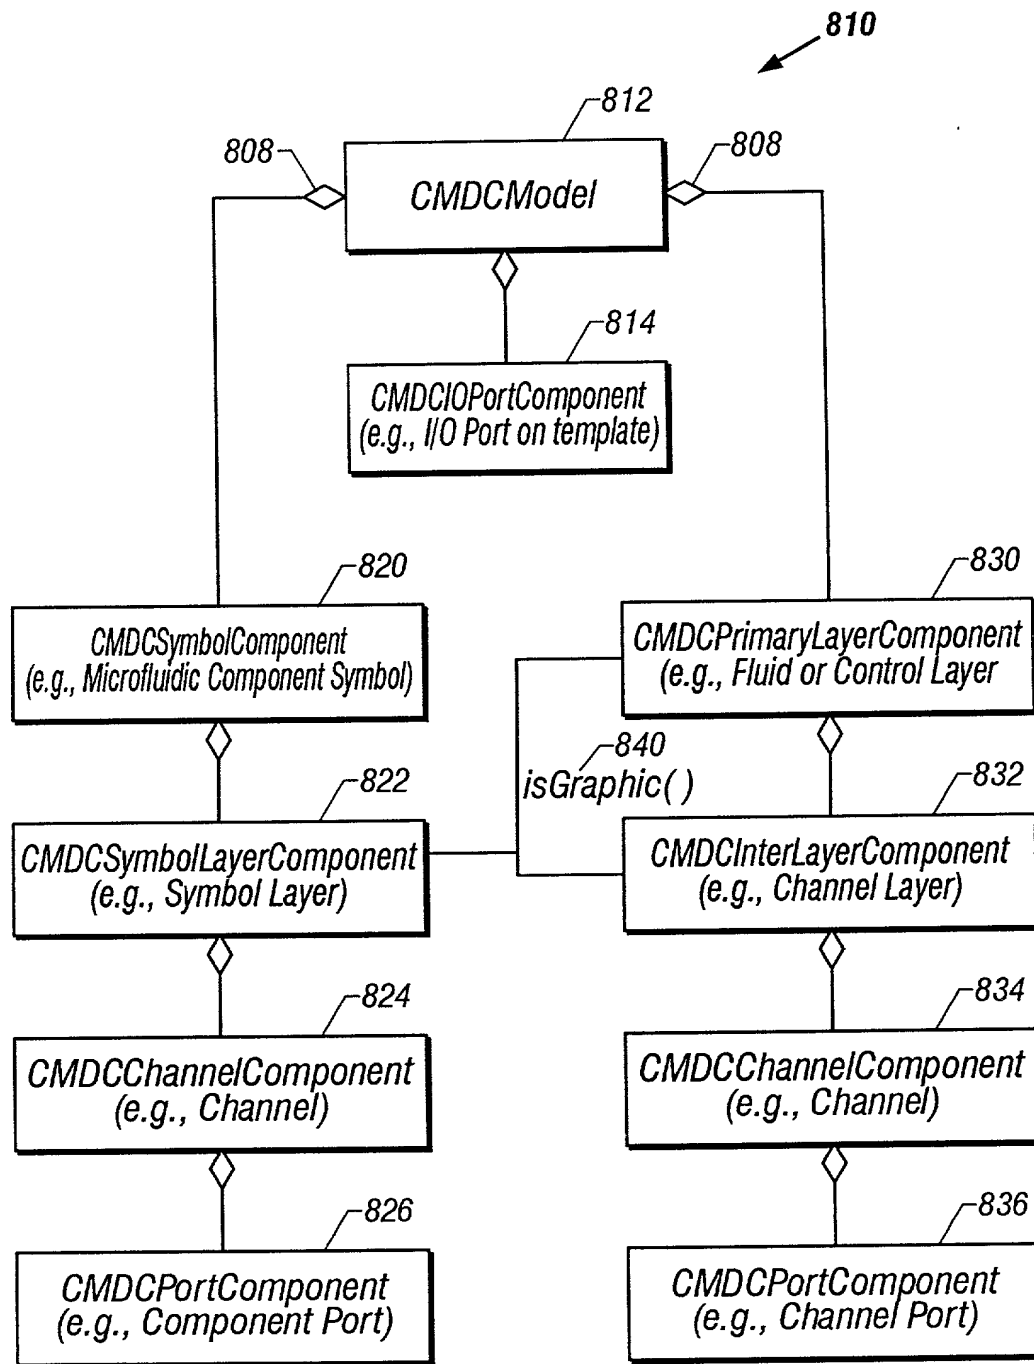 810
812
808
808
CMDCModel
814
CMDCIOPortComponent
(e.g., I/O Port on template)
820
830
CMDCSymbolComponent
(e.g., Microfluidic Component Symbol)
CMDCPrimaryLayerComponent
(e.g., Fluid or Control Layer
840
isGraphic( )
822
832
CMDCSymbolLayerComponent
(e.g., Symbol Layer)
CMDCInterLayerComponent
(e.g., Channel Layer)
824
834
CMDCChannelComponent
(e.g., Channel)
CMDCChannelComponent
(e.g., Channel)
826
836
CMDCPortComponent
(e.g., Component Port)
CMDCPortComponent
(e.g., Channel Port)